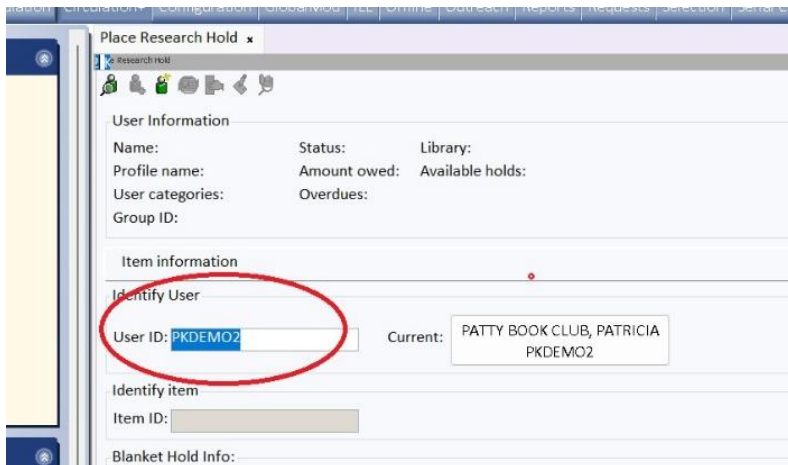 Circulation Configuration GlobalMod ILL Offline Outreach Reports Requests Selection Serial
Place Research Hold x
Research Hold
User Information
Name: Status: Library:
Profile name: Amount owed: Available holds:
User categories: Overdues:
Group ID:
Item information
Identify User
User ID: PKDEMO2 Current: PATTY BOOK CLUB, PATRICIA
PKDEMO2
Identify item
Item ID:
Blanket Hold Info: